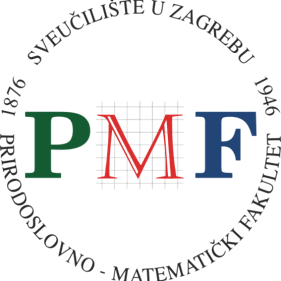 SVEUČILIŠTE U ZAGREBU
1876
1946
PMF
PRIRODOSLOVNO - MATEMATIČKI FAKULTET